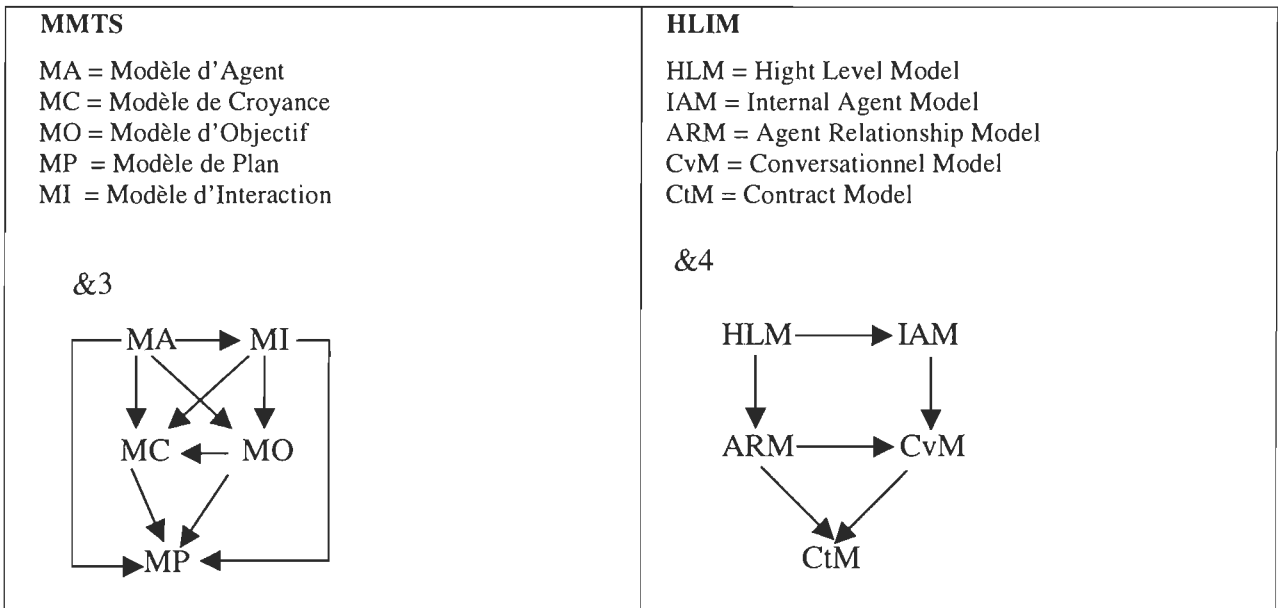 MMTS
MA = Modèle d'Agent
MC = Modèle de Croyance
MO = Modèle d'Objectif
MP = Modèle de Plan
MI = Modèle d'Interaction
&3
MA MI
MC MO
MP
HLIM
HLM = Hight Level Model
IAM = Internal Agent Model
ARM = Agent Relationship Model
CvM = Conversationnel Model
CtM = Contract Model
&4
HLM IAM
ARM CvM
CtM